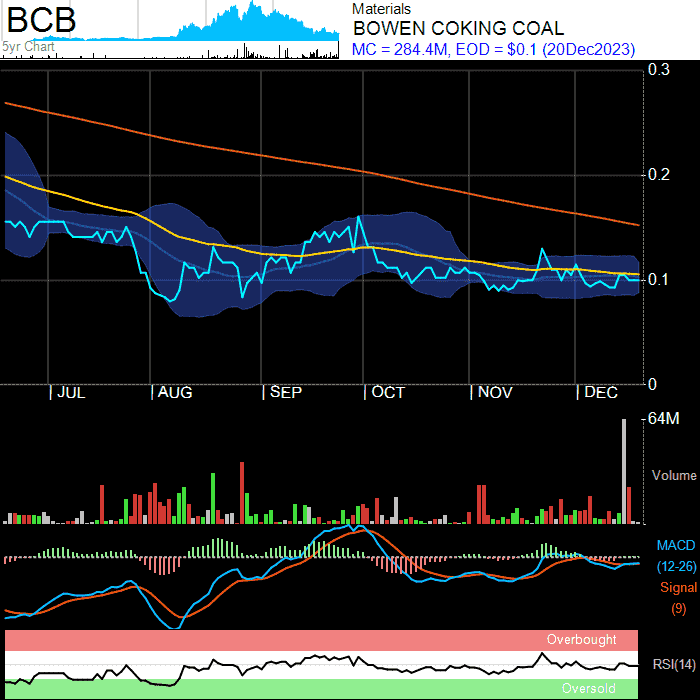 BCB
5yr Chart
Materials
BOWEN COKING COAL
MC = 284.4M, EOD = $0.1 (20Dec2023)
0.3
0.2
0.1
0
| JUL | AUG | SEP | OCT | NOV | DEC
64M
Volume
MACD
(12-26)
Signal
(9)
Overbought
RSI(14)
Oversold